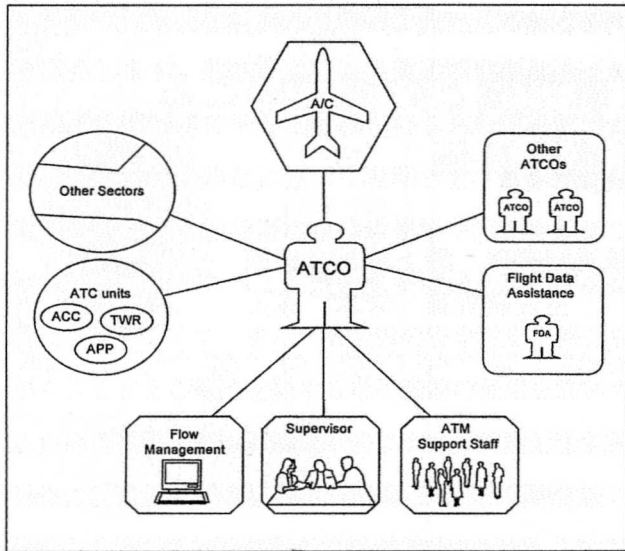 A/C
Other Sectors
Other
ATCOs
ATCO
ATCO
ATCO
ATC units
ACC
TWR
APP
Flight Data
Assistance
FDA
Flow
Management
Supervisor
ATM
Support Staff